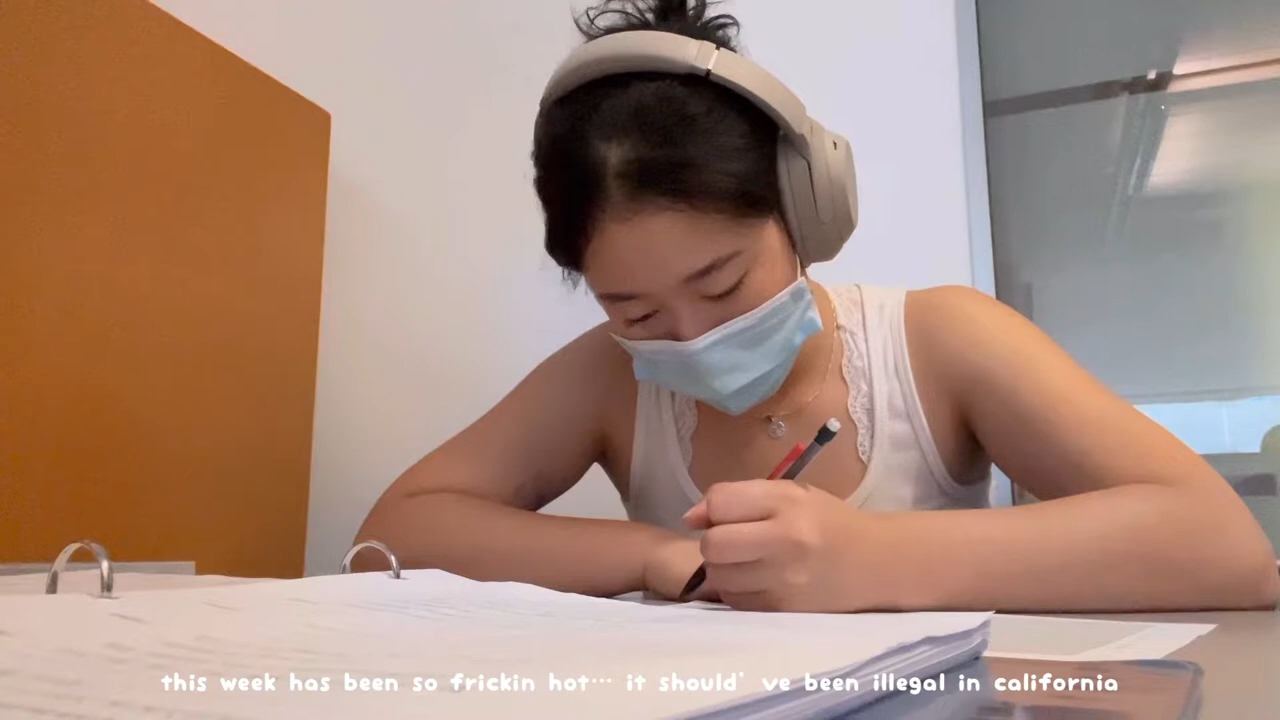 this week has been so frickin hot… it should' ve been illegal in california